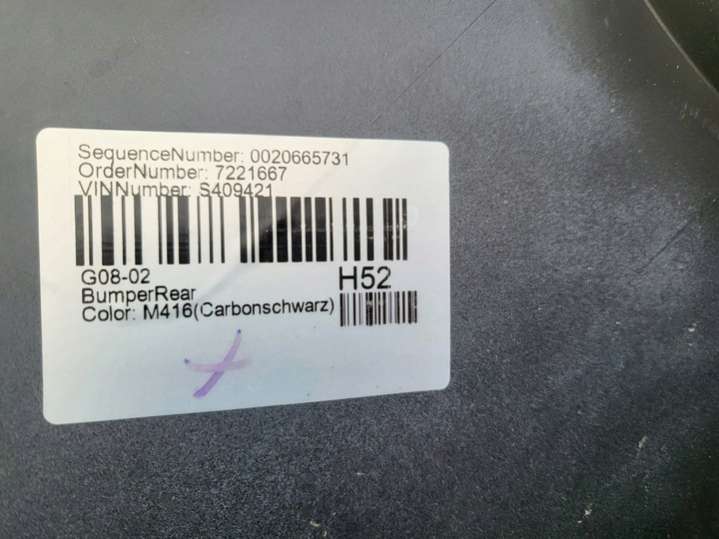 SequenceNumber: 0020665731
OrderNumber: 7221667
VINNumber: S409421
G08-02
H52
BumperRear
Color: M416(Carbonschwarz)